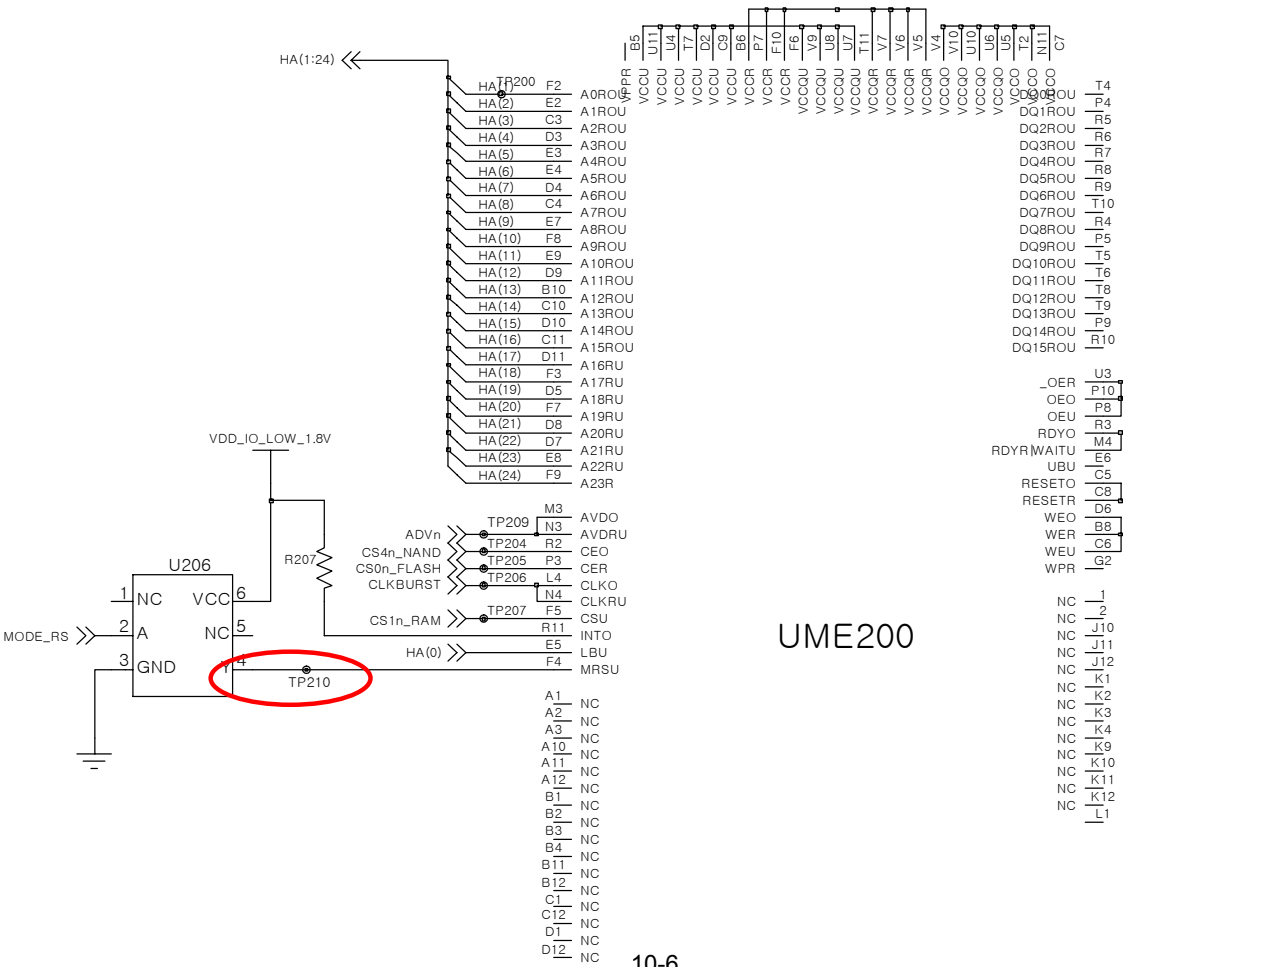 B5 U11 U4 T7 D2 C9 B6 P7 F10 F6 V9 U8 U7 T11 V7 V6 V5 V4 V10 U10 U6 U5 T2 N11 C7
VPPR VCCU VCCU VCCU VCCU VCCU VCCU VCCR VCCR VCCR VCCQU VCCQU VCCQU VCCQU VCCQR VCCQR VCCQR VCCQR VCCQO VCCQO VCCQO VCCQO VCCO VCCO VCCO
HA(1:24)
HA(1) TP200 F2 A0ROU
HA(2) E2 A1ROU
HA(3) C3 A2ROU
HA(4) D3 A3ROU
HA(5) E3 A4ROU
HA(6) E4 A5ROU
HA(7) D4 A6ROU
HA(8) C4 A7ROU
HA(9) E7 A8ROU
HA(10) F8 A9ROU
HA(11) E9 A10ROU
HA(12) D9 A11ROU
HA(13) B10 A12ROU
HA(14) C10 A13ROU
HA(15) D10 A14ROU
HA(16) C11 A15ROU
HA(17) D11 A16RU
HA(18) F3 A17RU
HA(19) D5 A18RU
HA(20) F7 A19RU
HA(21) D8 A20RU
HA(22) D7 A21RU
HA(23) E8 A22RU
HA(24) F9 A23R
DQ0ROU T4
DQ1ROU P4
DQ2ROU R5
DQ3ROU R6
DQ4ROU R7
DQ5ROU R8
DQ6ROU R9
DQ7ROU T10
DQ8ROU R4
DQ9ROU P5
DQ10ROU T5
DQ11ROU T6
DQ12ROU T8
DQ13ROU T9
DQ14ROU P9
DQ15ROU R10
_OER U3
OEO P10
OEU P8
RDYO R3
RDYR|WAITU M4
UBU E6
RESETO C5
RESETR C8
WEO D6
WER B8
WEU C6
WPR G2
VDD_IO_LOW_1.8V
R207
U206
1 NC VCC 6
MODE_RS 2 A NC 5
3 GND Y 4
TP210
M3 AVDO
ADVn TP209 N3 AVDRU
CS4n_NAND TP204 R2 CEO
CS0n_FLASH TP205 P3 CER
CLKBURST TP206 L4 CLKO
N4 CLKRU
CS1n_RAM TP207 F5 CSU
R11 INTO
HA(0) E5 LBU
F4 MRSU
UME200
NC 1
NC 2
NC J10
NC J11
NC J12
NC K1
NC K2
NC K3
NC K4
NC K9
NC K10
NC K11
NC K12
L1
A1 NC
A2 NC
A3 NC
A10 NC
A11 NC
A12 NC
B1 NC
B2 NC
B3 NC
B4 NC
B11 NC
B12 NC
C1 NC
C12 NC
D1 NC
D12 NC
10-6